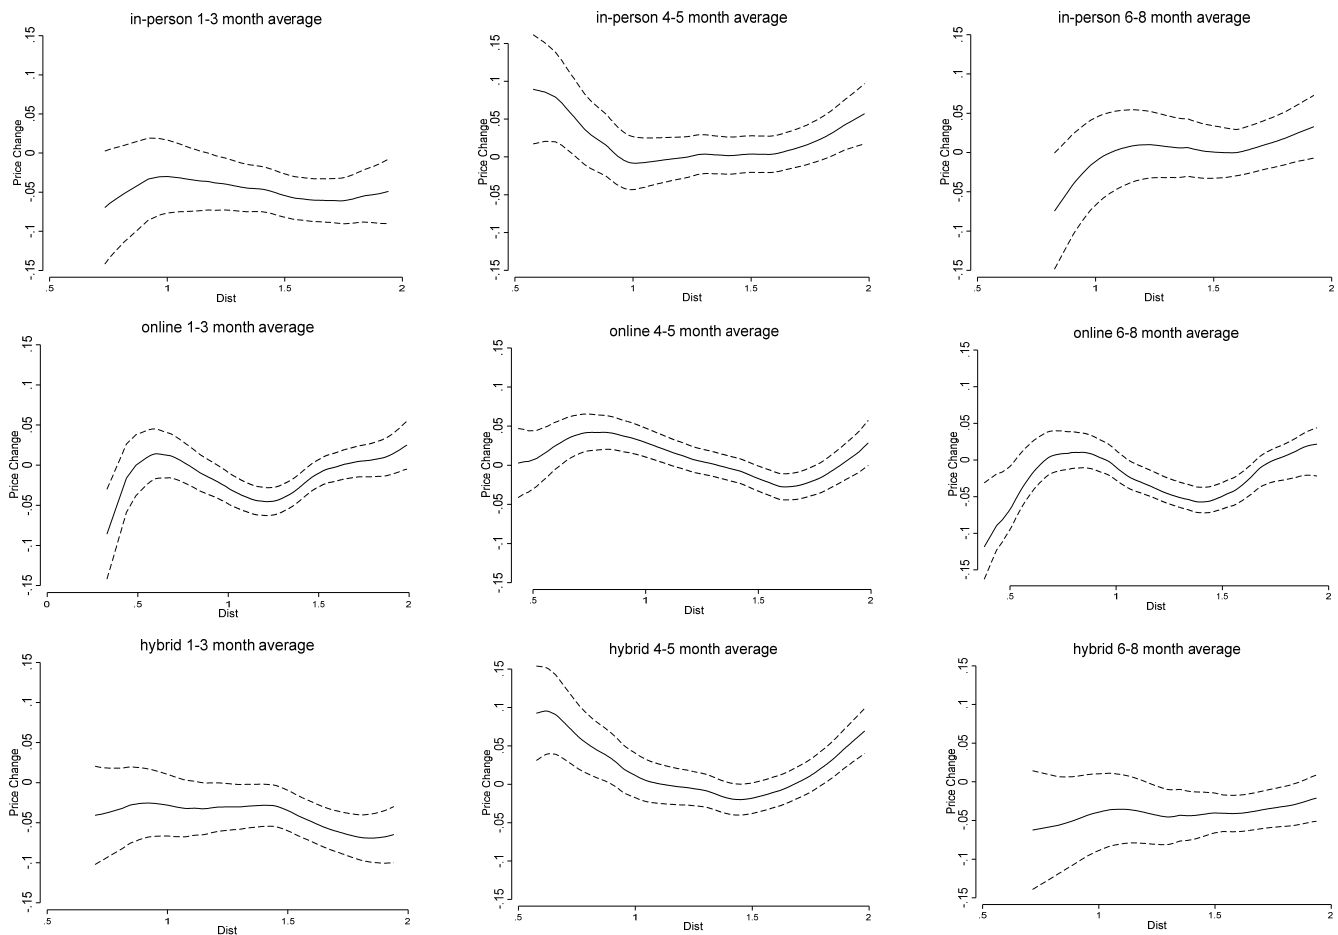 in-person 1-3 month average
.15
.1
.05
0
-.05
-.1
-.15
Price Change
.5 1 1.5 2
Dist
in-person 4-5 month average
.15
.1
.05
0
-.05
-.1
-.15
Price Change
.5 1 1.5 2
Dist
in-person 6-8 month average
.15
.1
.05
0
-.05
-.1
-.15
Price Change
.5 1 1.5 2
Dist
online 1-3 month average
.15
.1
.05
0
-.05
-.1
-.15
Price Change
0 .5 1 1.5 2
Dist
online 4-5 month average
.15
.1
.05
0
-.05
-.1
-.15
Price Change
.5 1 1.5 2
Dist
online 6-8 month average
.15
.1
.05
0
-.05
-.1
-.15
Price Change
.5 1 1.5 2
Dist
hybrid 1-3 month average
.15
.1
.05
0
-.05
-.1
-.15
Price Change
.5 1 1.5 2
Dist
hybrid 4-5 month average
.15
.1
.05
0
-.05
-.1
-.15
Price Change
.5 1 1.5 2
Dist
hybrid 6-8 month average
.15
.1
.05
0
-.05
-.1
-.15
Price Change
.5 1 1.5 2
Dist